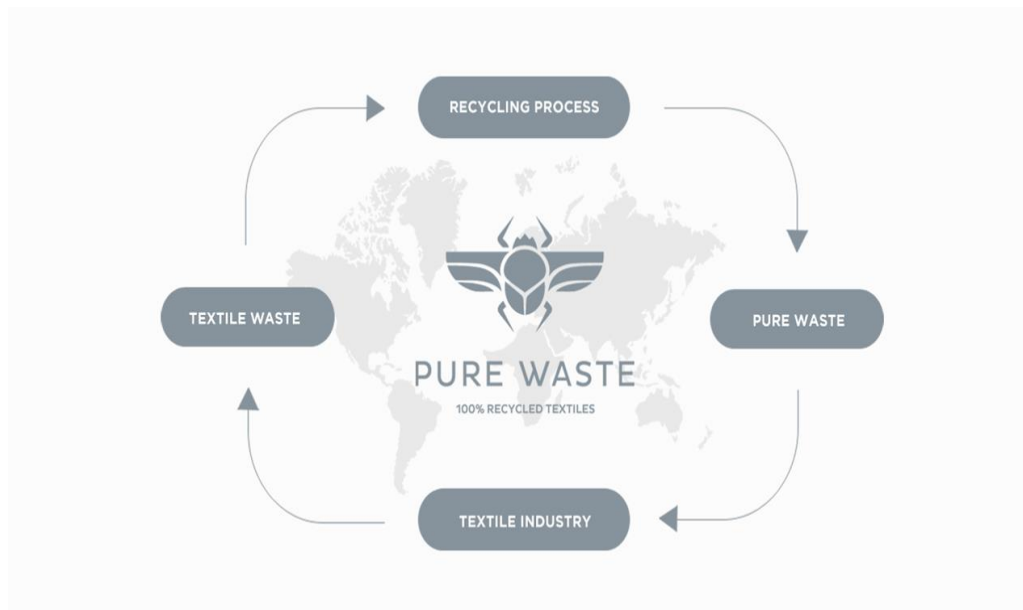 RECYCLING PROCESS
TEXTILE WASTE
PURE WASTE
PURE WASTE
100% RECYCLED TEXTILES
TEXTILE INDUSTRY